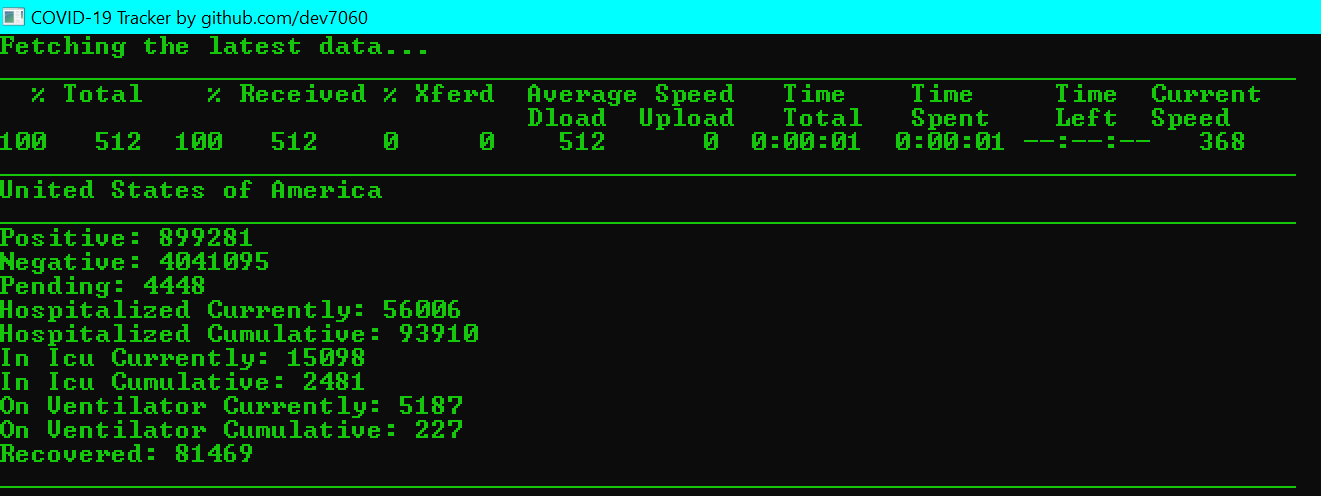 COVID-19 Tracker by github.com/dev7060
Fetching the latest data...
% Total % Received % Xferd Average Speed Time Time Time Current
Dload Upload Total Spent Left Speed
100 512 100 512 0 0 512 0 0:00:01 0:00:01 --:--:-- 368
United States of America
Positive: 899281
Negative: 4041095
Pending: 4448
Hospitalized Currently: 56006
Hospitalized Cumulative: 93910
In Icu Currently: 15098
In Icu Cumulative: 2481
On Ventilator Currently: 5187
On Ventilator Cumulative: 227
Recovered: 81469